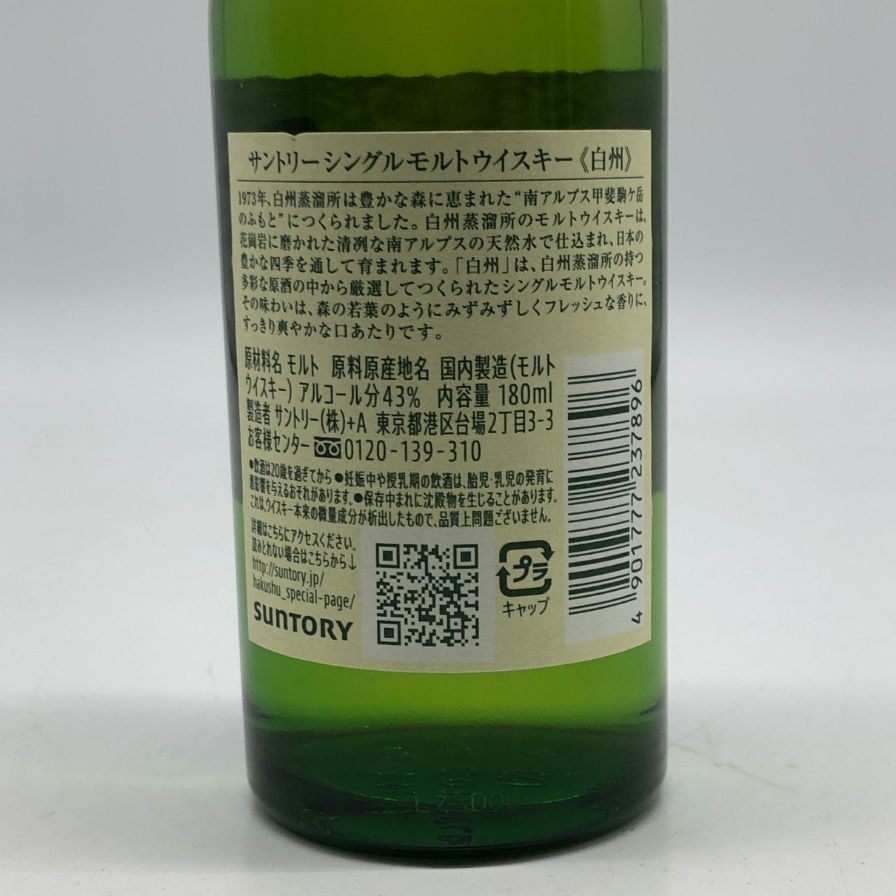 サントリーシングルモルトウイスキー《白州》
1973年、白州蒸溜所は豊かな森に恵まれた“南アルプス甲斐駒ケ岳
のふもと”につくられました。白州蒸溜所のモルトウイスキーは、
花崗岩に磨かれた清冽な南アルプスの天然水で仕込まれ、日本の
豊かな四季を通して育まれます。「白州」は、白州蒸溜所の持つ
多彩な原酒の中から厳選してつくられたシングルモルトウイスキー。
その味わいは、森の若葉のようにみずみずしくフレッシュな香りに、
すっきり爽やかな口あたりです。
原材料名 モルト 原料原産地名 国内製造(モルト
ウイスキー) アルコール分43% 内容量 180ml
製造者 サントリー(株)+A 東京都港区台場2丁目3-3
お客様センター 0120-139-310
●飲酒は20歳を過ぎてから ●妊娠中や授乳期の飲酒は、胎児・乳児の発育に
悪影響を与えるおそれがあります。●保存中まれに沈殿物を生じることがあります。
これは、ウイスキー本来の微量成分が析出したもので、品質上問題ございません。
詳細はこちらにアクセスください。
読みとれない場合はこちらから↓
http://suntory.jp/
hakushu_special-page/
SUNTORY
プラ
キャップ
4 901777 237896